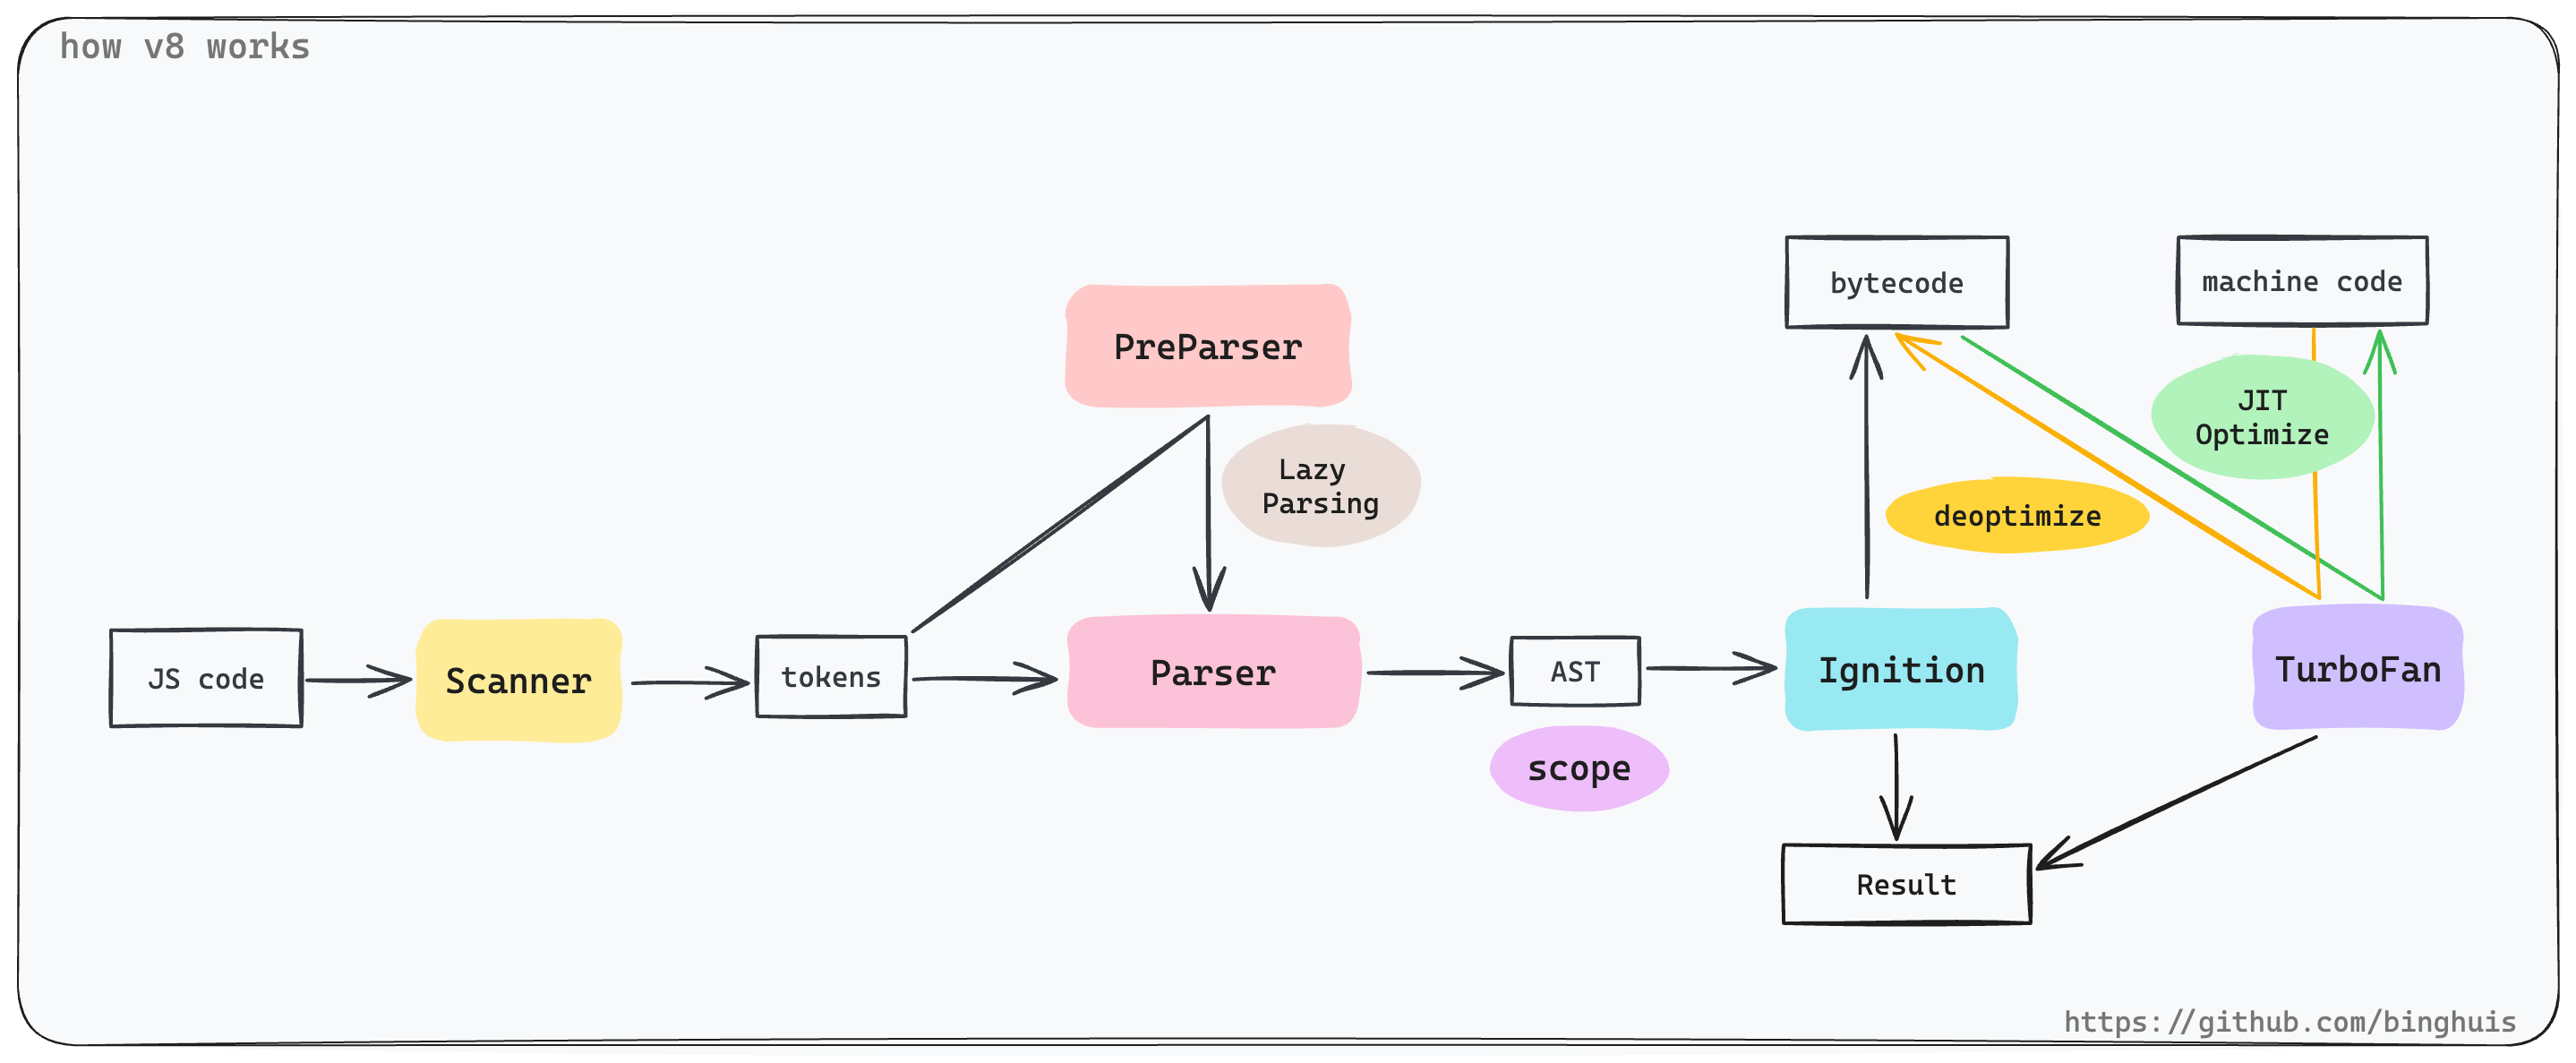 how v8 works
bytecode
machine code
PreParser
JIT
Optimize
Lazy
Parsing
deoptimize
JS code
Scanner
tokens
Parser
AST
Ignition
TurboFan
scope
Result
https://github.com/binghuis